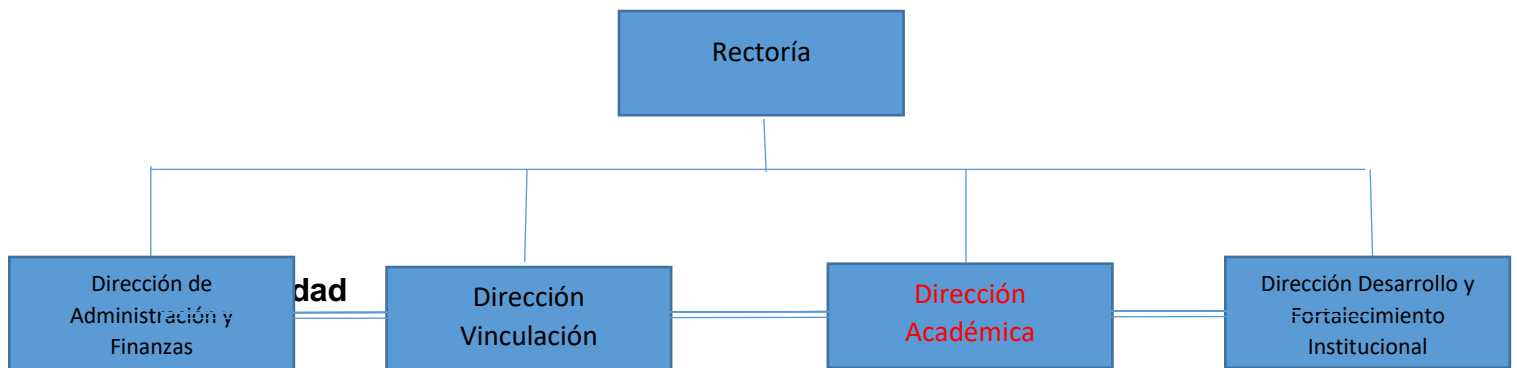 Rectoría
Dirección de
Administración y
Finanzas
dad
Dirección
Vinculación
Dirección
Académica
Dirección Desarrollo y
Fortalecimiento
Institucional